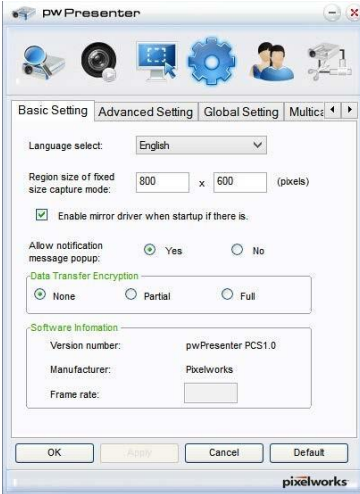 pwPresenter
Basic Setting Advanced Setting Global Setting Multica
Language select: English
Region size of fixed size capture mode: 800 x 600 (pixels)
Enable mirror driver when startup if there is.
Allow notification message popup: Yes No
Data Transfer Encryption
None Partial Full
Software Infomation
Version number: pwPresenter PCS1.0
Manufacturer: Pixelworks
Frame rate:
OK Apply Cancel Default
pixelworks